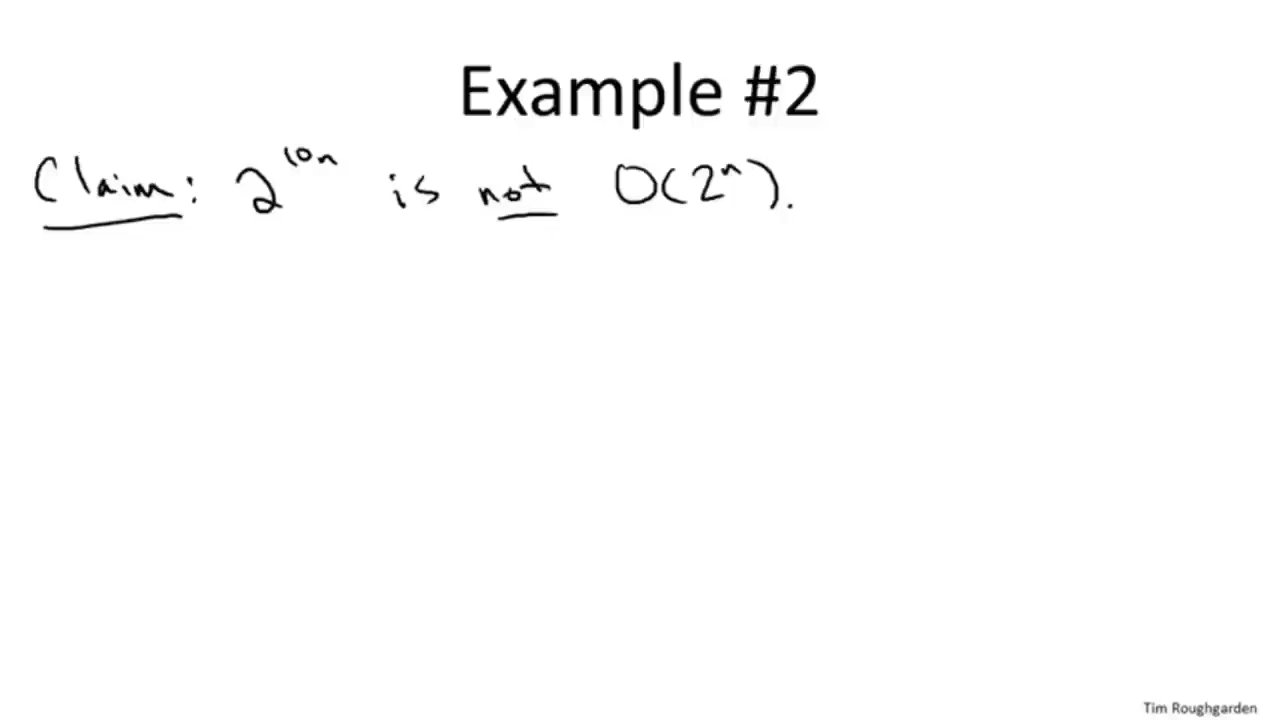 Example #2
Claim: 2^{10n} is not O(2^n).
Tim Roughgarden